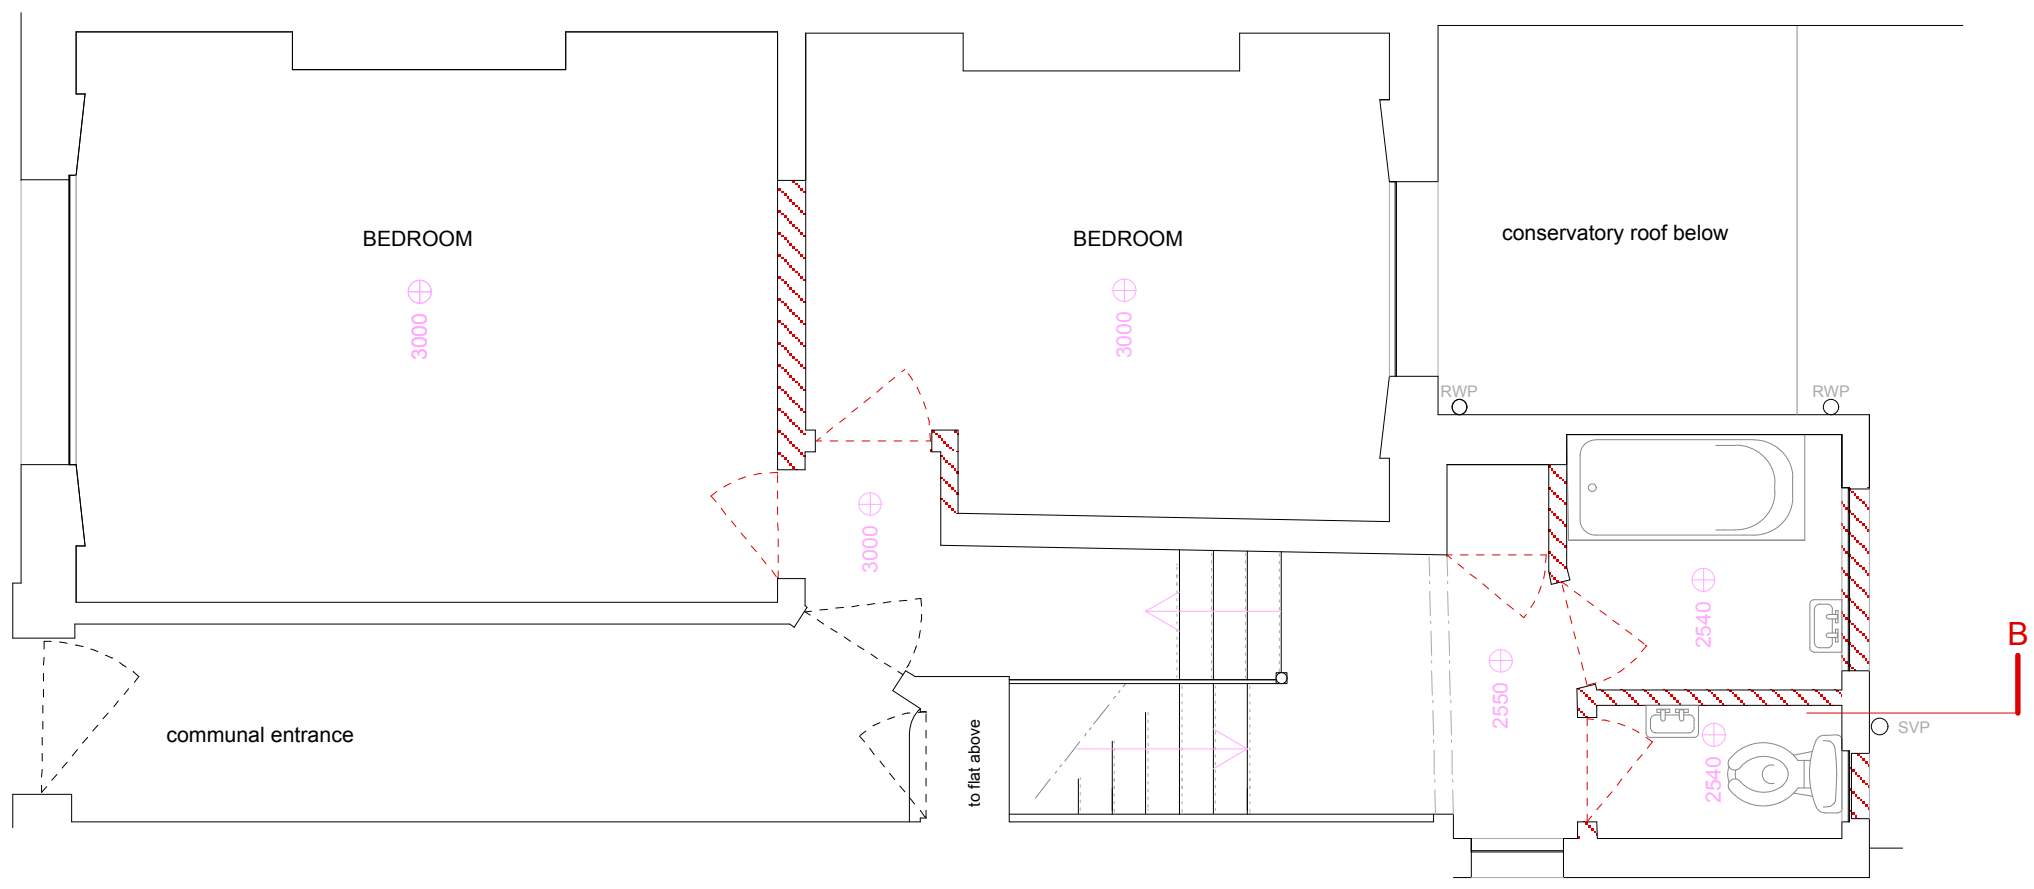 BEDROOM
3000
BEDROOM
3000
conservatory roof below
RWP
RWP
3000
2540
B
2550
communal entrance
to flat above
2540
SVP